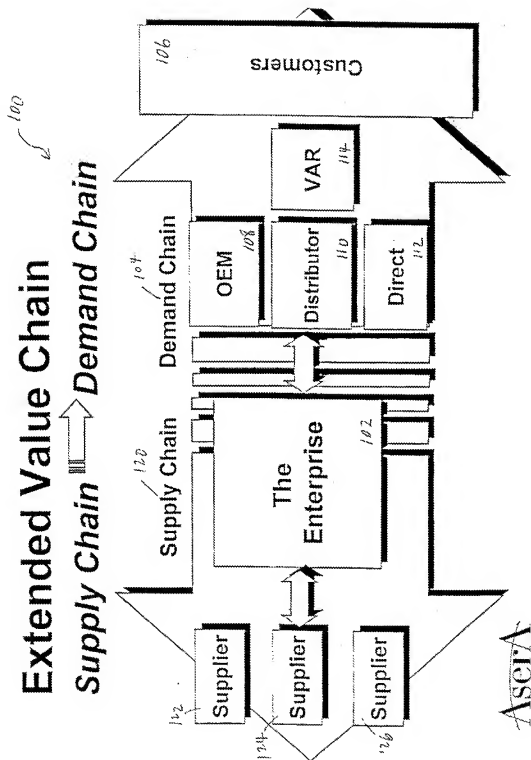 Extended Value Chain
Supply Chain Demand Chain
100
120
104
Supply Chain
Demand Chain
122
Supplier
124
Supplier
126
Supplier
The
Enterprise
102
OEM
108
Distributor
110
Direct
112
VAR
114
Customers
106
AserA